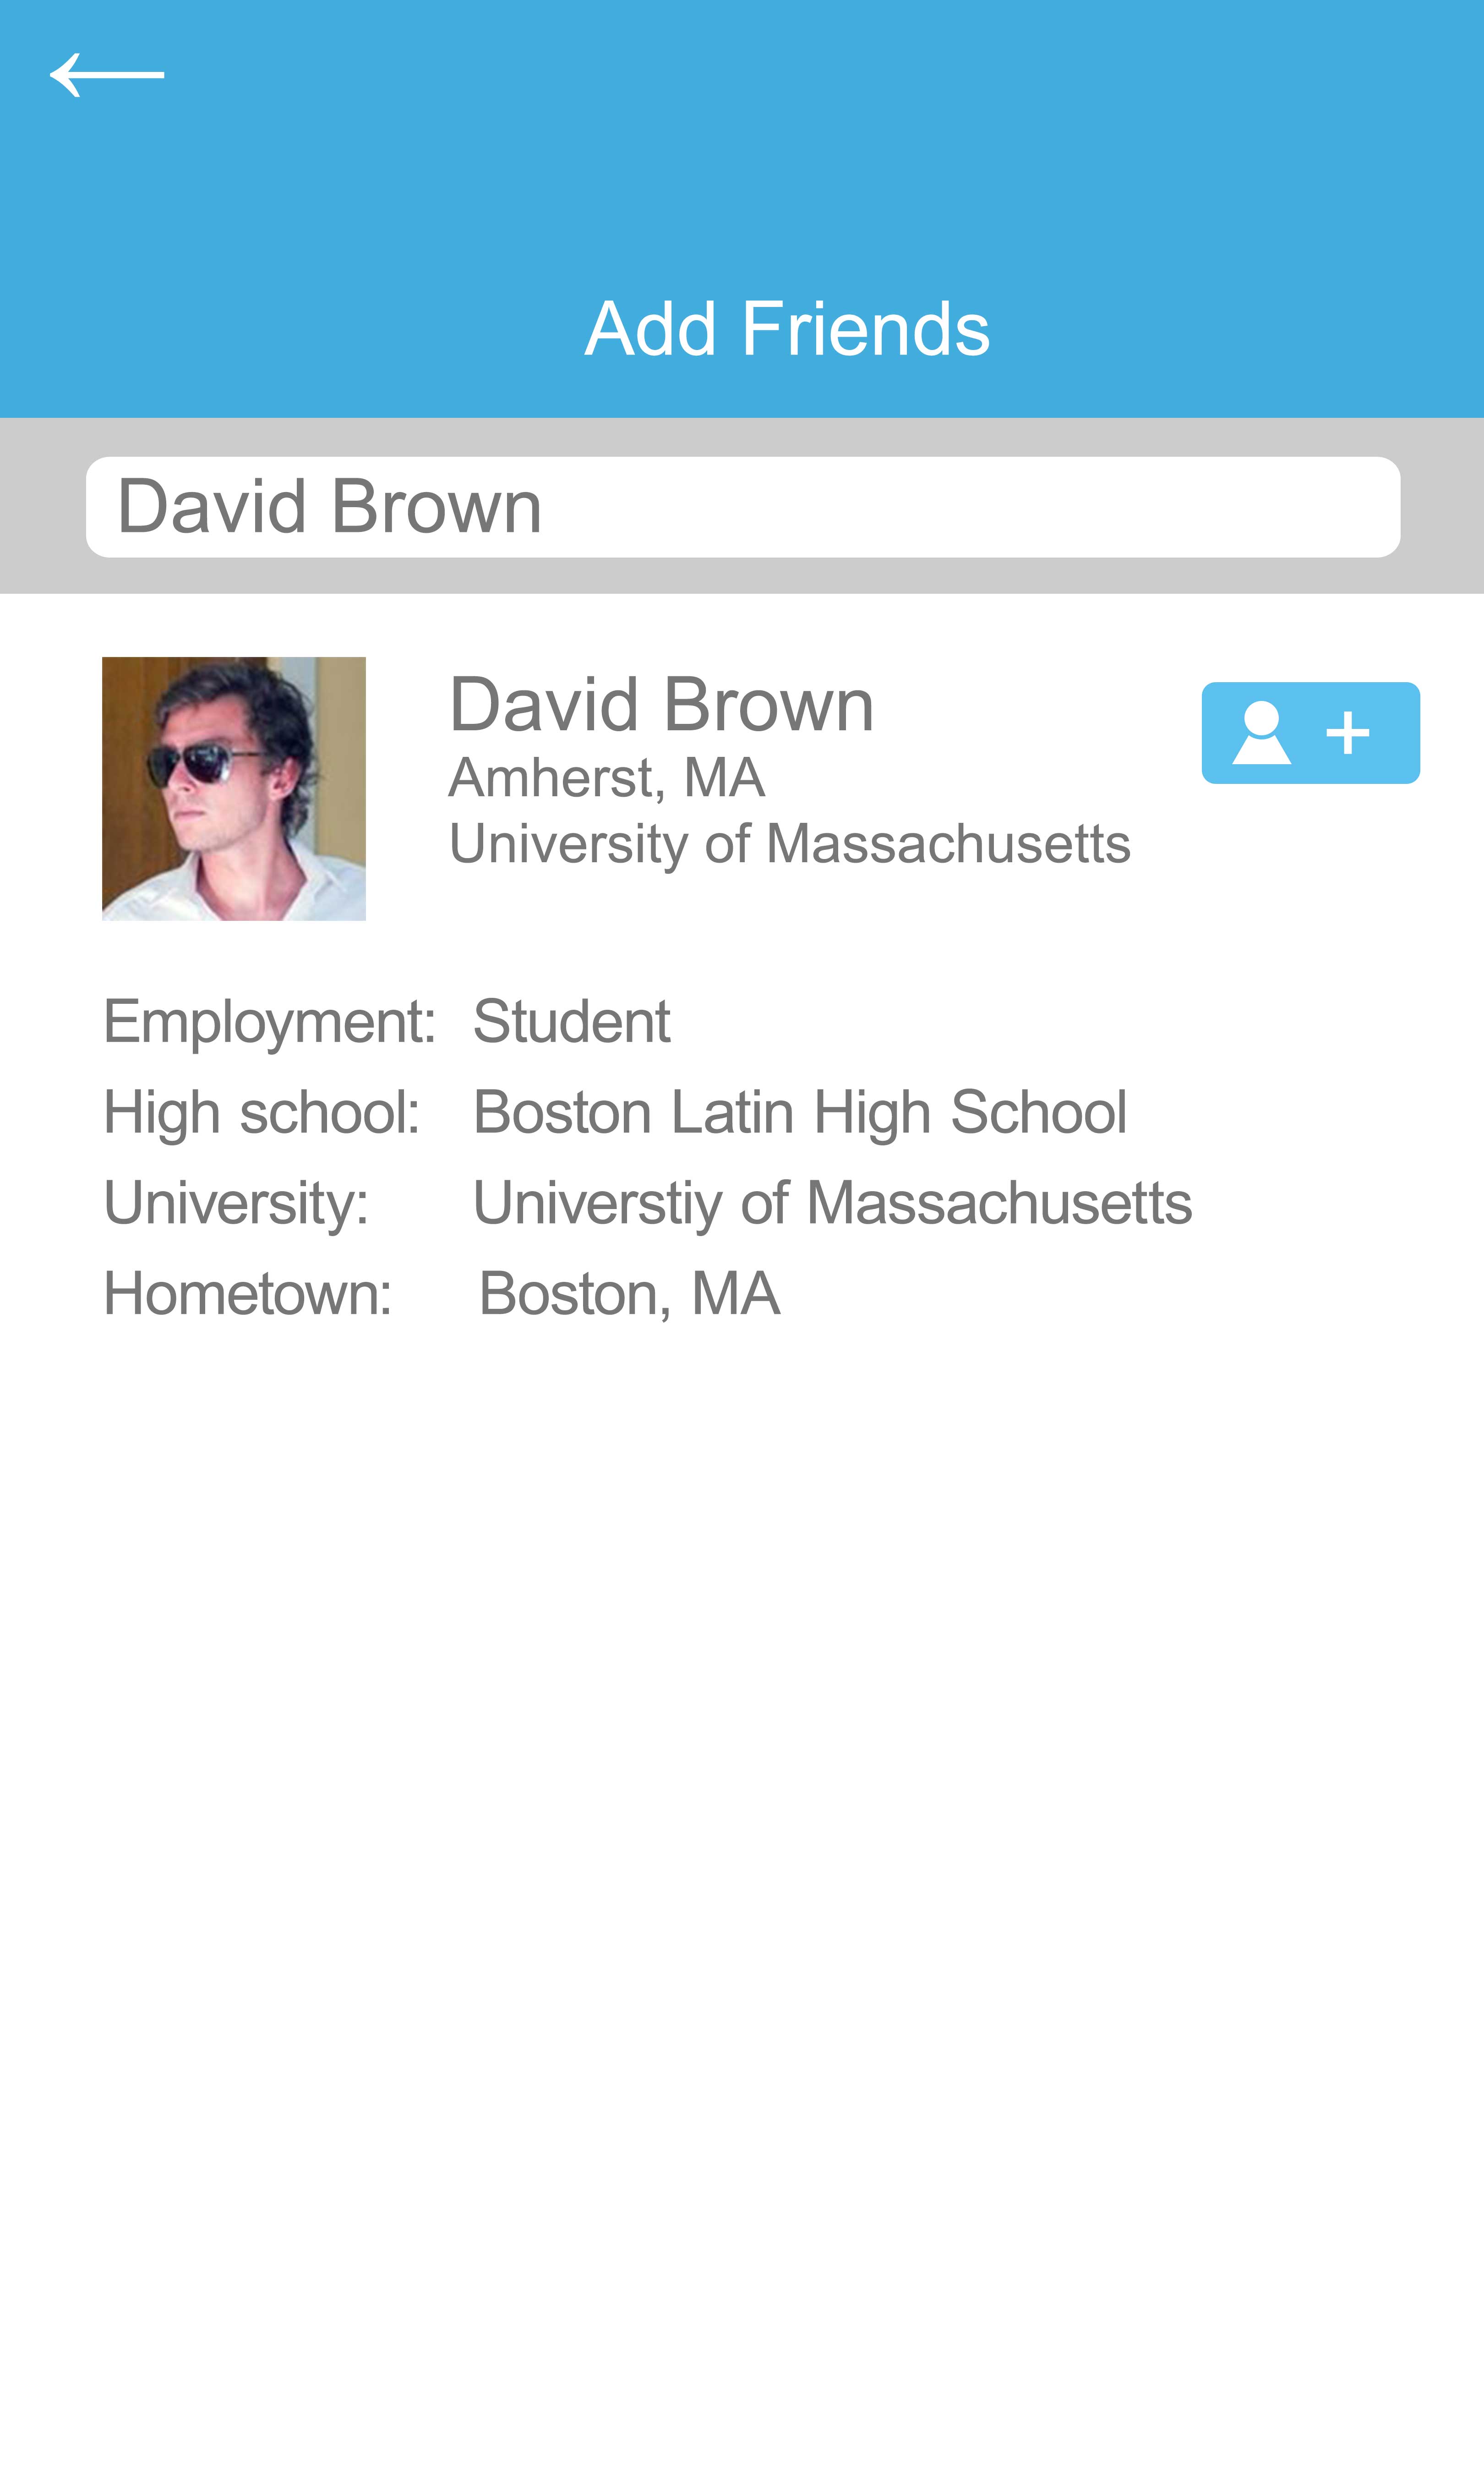 Add Friends
David Brown
David Brown
Amherst, MA
University of Massachusetts
Employment: Student
High school: Boston Latin High School
University: Universtiy of Massachusetts
Hometown: Boston, MA